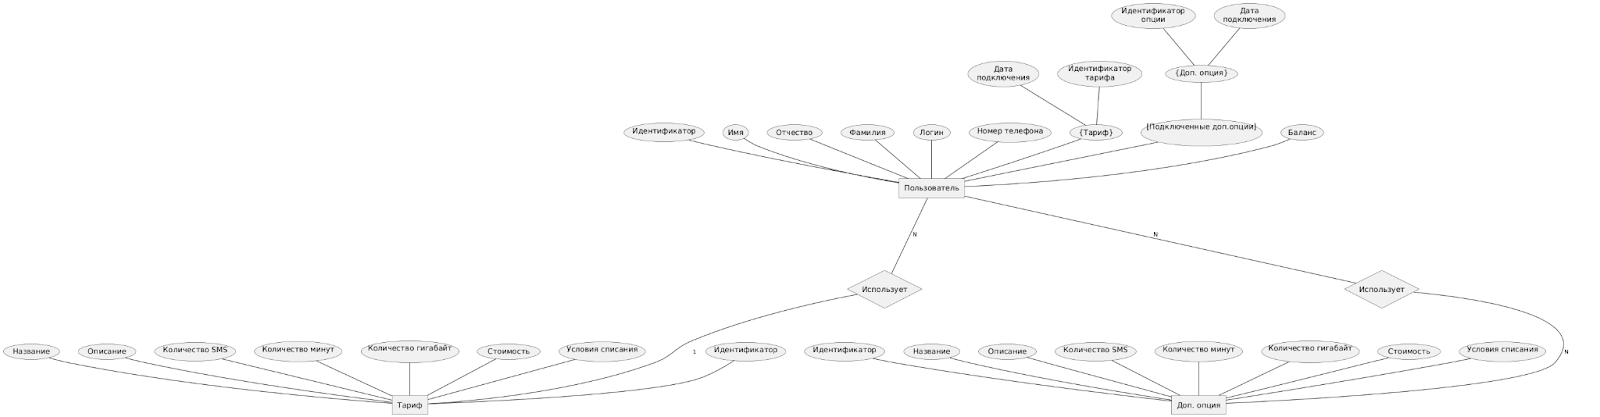 Идентификатор
опции
Дата
подключения
Дата
подключения
Идентификатор
тарифа
{Доп. опция}
Идентификатор
Имя
Отчество
Фамилия
Логин
Номер телефона
{Тариф}
[Подключенные доп.опции]
Баланс
Пользователь
N
N
Использует
Использует
Название
Описание
Количество SMS
Количество минут
Количество гигабайт
Стоимость
Условия списания
1
Идентификатор
Идентификатор
Название
Описание
Количество SMS
Количество минут
Количество гигабайт
Стоимость
Условия списания
N
Тариф
Доп. опция